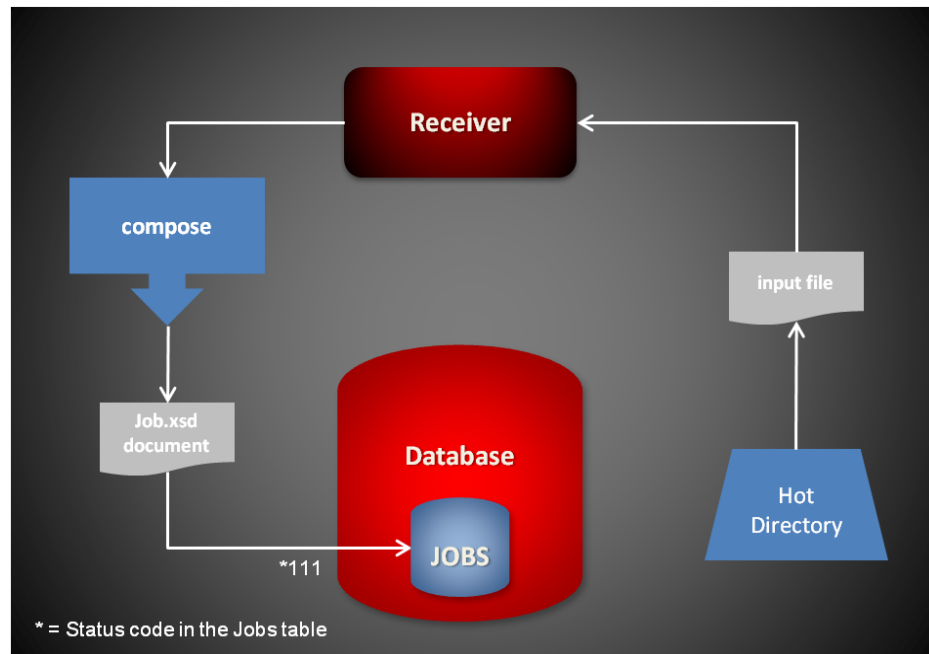 Receiver
compose
input file
Job.xsd
document
Database
Hot
Directory
JOBS
*111
* = Status code in the Jobs table